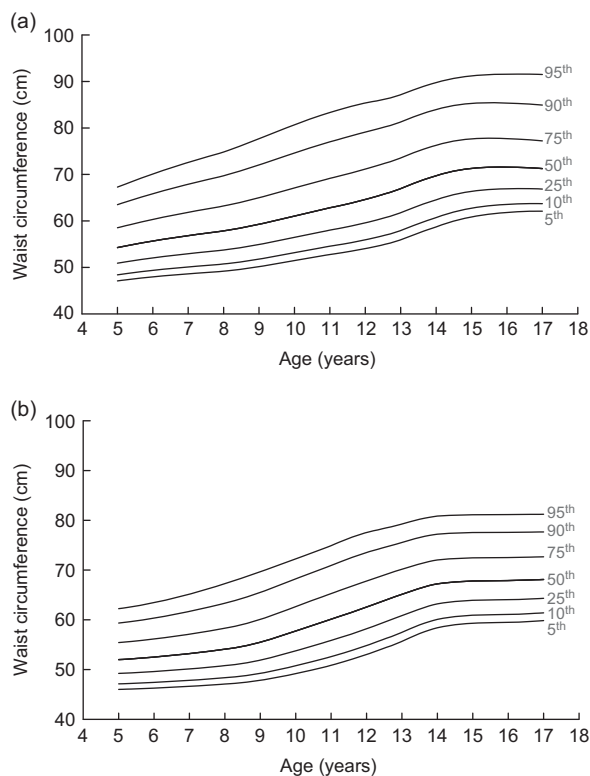 (a)
100
90
80
70
60
50
40
Waist circumference (cm)
95th
90th
75th
50th
25th
10th
5th
4 5 6 7 8 9 10 11 12 13 14 15 16 17 18
Age (years)
(b)
100
90
80
70
60
50
40
Waist circumference (cm)
95th
90th
75th
50th
25th
10th
5th
4 5 6 7 8 9 10 11 12 13 14 15 16 17 18
Age (years)